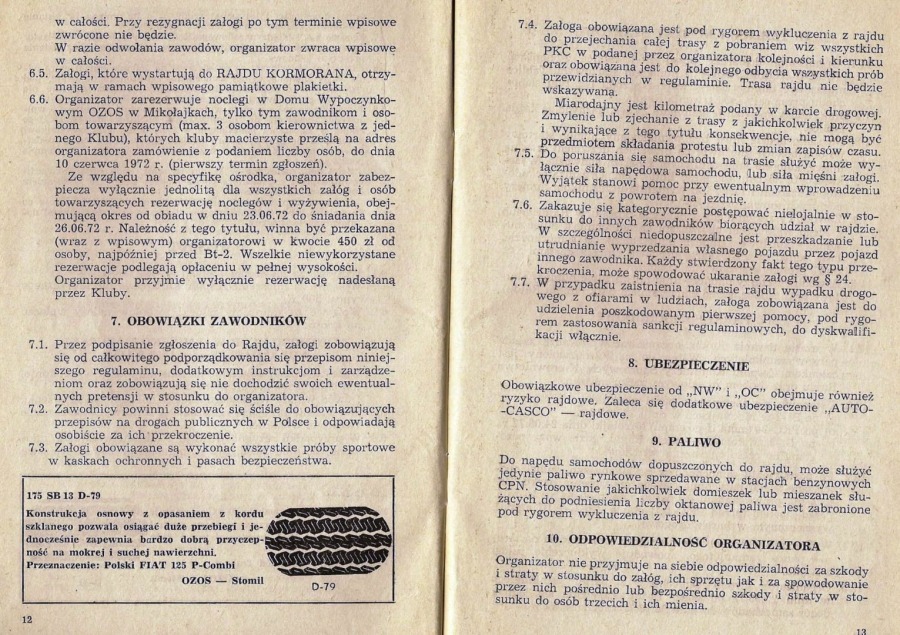 w całości. Przy rezygnacji załogi po tym terminie wpisowe
zwrócone nie będzie.
W razie odwołania zawodów, organizator zwraca wpisowe
w całości.
6.5. Załogi, które wystartują do RAJDU KORMORANA, otrzy-
mają w ramach wpisowego pamiątkowe plakietki.
6.6. Organizator zarezerwuje noclegi w Domu Wypoczynko-
wym OZOS w Mikołajkach, tylko tym zawodnikom i oso-
bom towarzyszącym (max. 3 osobom kierownictwa z jed-
nego Klubu), których kluby macierzyste prześlą na adres
organizatora zamówienie z podaniem liczby osób, do dnia
10 czerwca 1972 r. (pierwszy termin zgłoszeń).
Ze względu na specyfikę ośrodka, organizator zabez-
piecza wyłącznie jednolitą dla wszystkich załóg i osób
towarzyszących rezerwację noclegów i wyżywienia, obej-
mującą okres od obiadu w dniu 23.06.72 do śniadania dnia
26.06.72 r. Należność z tego tytułu, winna być przekazana
(wraz z wpisowym) organizatorowi w kwocie 450 zł od
osoby, najpóźniej przed Bt-2. Wszelkie niewykorzystane
rezerwacje podlegają opłaceniu w pełnej wysokości.
Organizator przyjmie wyłącznie rezerwację nadesłaną
przez Kluby.
7. OBOWIĄZKI ZAWODNIKÓW
7.1. Przez podpisanie zgłoszenia do Rajdu, załogi zobowiązują
się od całkowitego podporządkowania się przepisom niniej-
szego regulaminu, dodatkowym instrukcjom i zarządze-
niom oraz zobowiązują się nie dochodzić swoich ewentual-
nych pretensji w stosunku do organizatora.
7.2. Zawodnicy powinni stosować się ściśle do obowiązujących
przepisów na drogach publicznych w Polsce i odpowiadają
osobiście za ich przekroczenie.
7.3. Załogi obowiązane są wykonać wszystkie próby sportowe
w kaskach ochronnych i pasach bezpieczeństwa.
175 SB 13 D-79
Konstrukcja osnowy z opasaniem z kordu
szklanego pozwala osiągać duże przebiegi i je-
dnocześnie zapewnia bardzo dobrą przyczep-
ność na mokrej i suchej nawierzchni.
Przeznaczenie: Polski FIAT 125 P-Combi
OZOS — Stomil
D-79
12
7.4. Załoga obowiązana jest pod rygorem wykluczenia z rajdu
do przejechania całej trasy z pobraniem wiz wszystkich
PKC w podanej przez organizatora kolejności i kierunku
oraz obowiązana jest do kolejnego odbycia wszystkich prób
przewidzianych w regulaminie. Trasa rajdu nie będzie
wskazywana.
Miarodajny jest kilometraż podany w karcie drogowej.
Zmylenie lub zjechanie z trasy z jakichkolwiek przyczyn
i wynikające z tego tytułu konsekwencje, nie mogą być
przedmiotem składania protestu lub zmian zapisów czasu.
7.5. Do poruszania się samochodu na trasie służyć może wy-
łącznie siła napędowa samochodu, lub siła mięśni załogi.
Wyjątek stanowi pomoc przy ewentualnym wprowadzeniu
samochodu z powrotem na jezdnię.
7.6. Zakazuje się kategorycznie postępować nielojalnie w sto-
sunku do innych zawodników biorących udział w rajdzie.
W szczególności niedopuszczalne jest przeszkadzanie lub
utrudnianie wyprzedzania własnego pojazdu przez pojazd
innego zawodnika. Każdy stwierdzony fakt tego typu prze-
kroczenia, może spowodować ukaranie załogi wg § 24.
7.7. W przypadku zaistnienia na trasie rajdu wypadku drogo-
wego z ofiarami w ludziach, załoga zobowiązana jest do
udzielenia poszkodowanym pierwszej pomocy, pod rygo-
rem zastosowania sankcji regulaminowych, do dyskwalifi-
kacji włącznie.
8. UBEZPIECZENIE
Obowiązkowe ubezpieczenie od „NW” i „OC” obejmuje również
ryzyko rajdowe. Zaleca się dodatkowe ubezpieczenie „AUTO-
-CASCO” — rajdowe.
9. PALIWO
Do napędu samochodów dopuszczonych do rajdu, może służyć
jedynie paliwo rynkowe sprzedawane w stacjach benzynowych
CPN. Stosowanie jakichkolwiek domieszek lub mieszanek słu-
żących do podniesienia liczby oktanowej paliwa jest zabronione
pod rygorem wykluczenia z rajdu.
10. ODPOWIEDZIALNOŚĆ ORGANIZATORA
Organizator nie przyjmuje na siebie odpowiedzialności za szkody
i straty w stosunku do załóg, ich sprzętu jak i za spowodowanie
przez nich pośrednio lub bezpośrednio szkody i straty w sto-
sunku do osób trzecich i ich mienia.
13